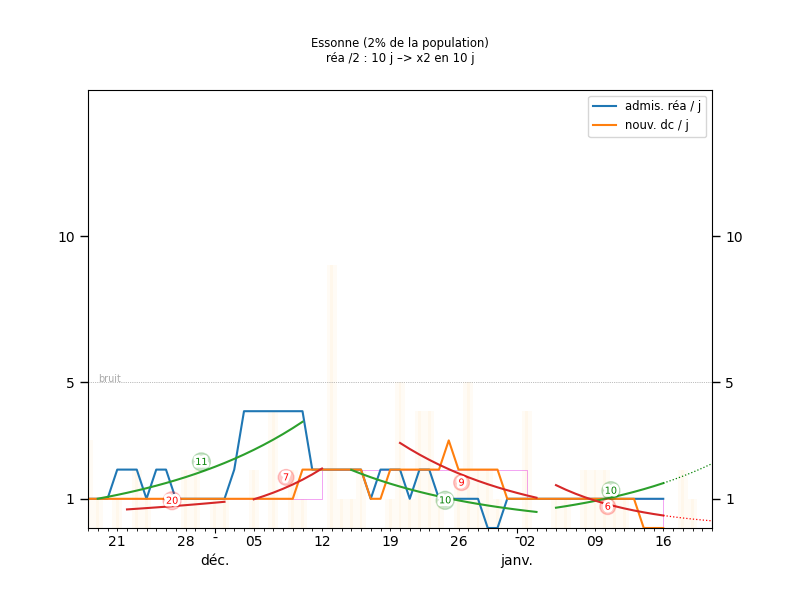 Essonne (2% de la population)
réa /2 : 10 j –> x2 en 10 j
admis. réa / j
nouv. dc / j
10 10
5 bruit 5
11
7
9
20
10
10
6
1 1
21 28 - 05 12 19 26 - 02 09 16
déc. janv.